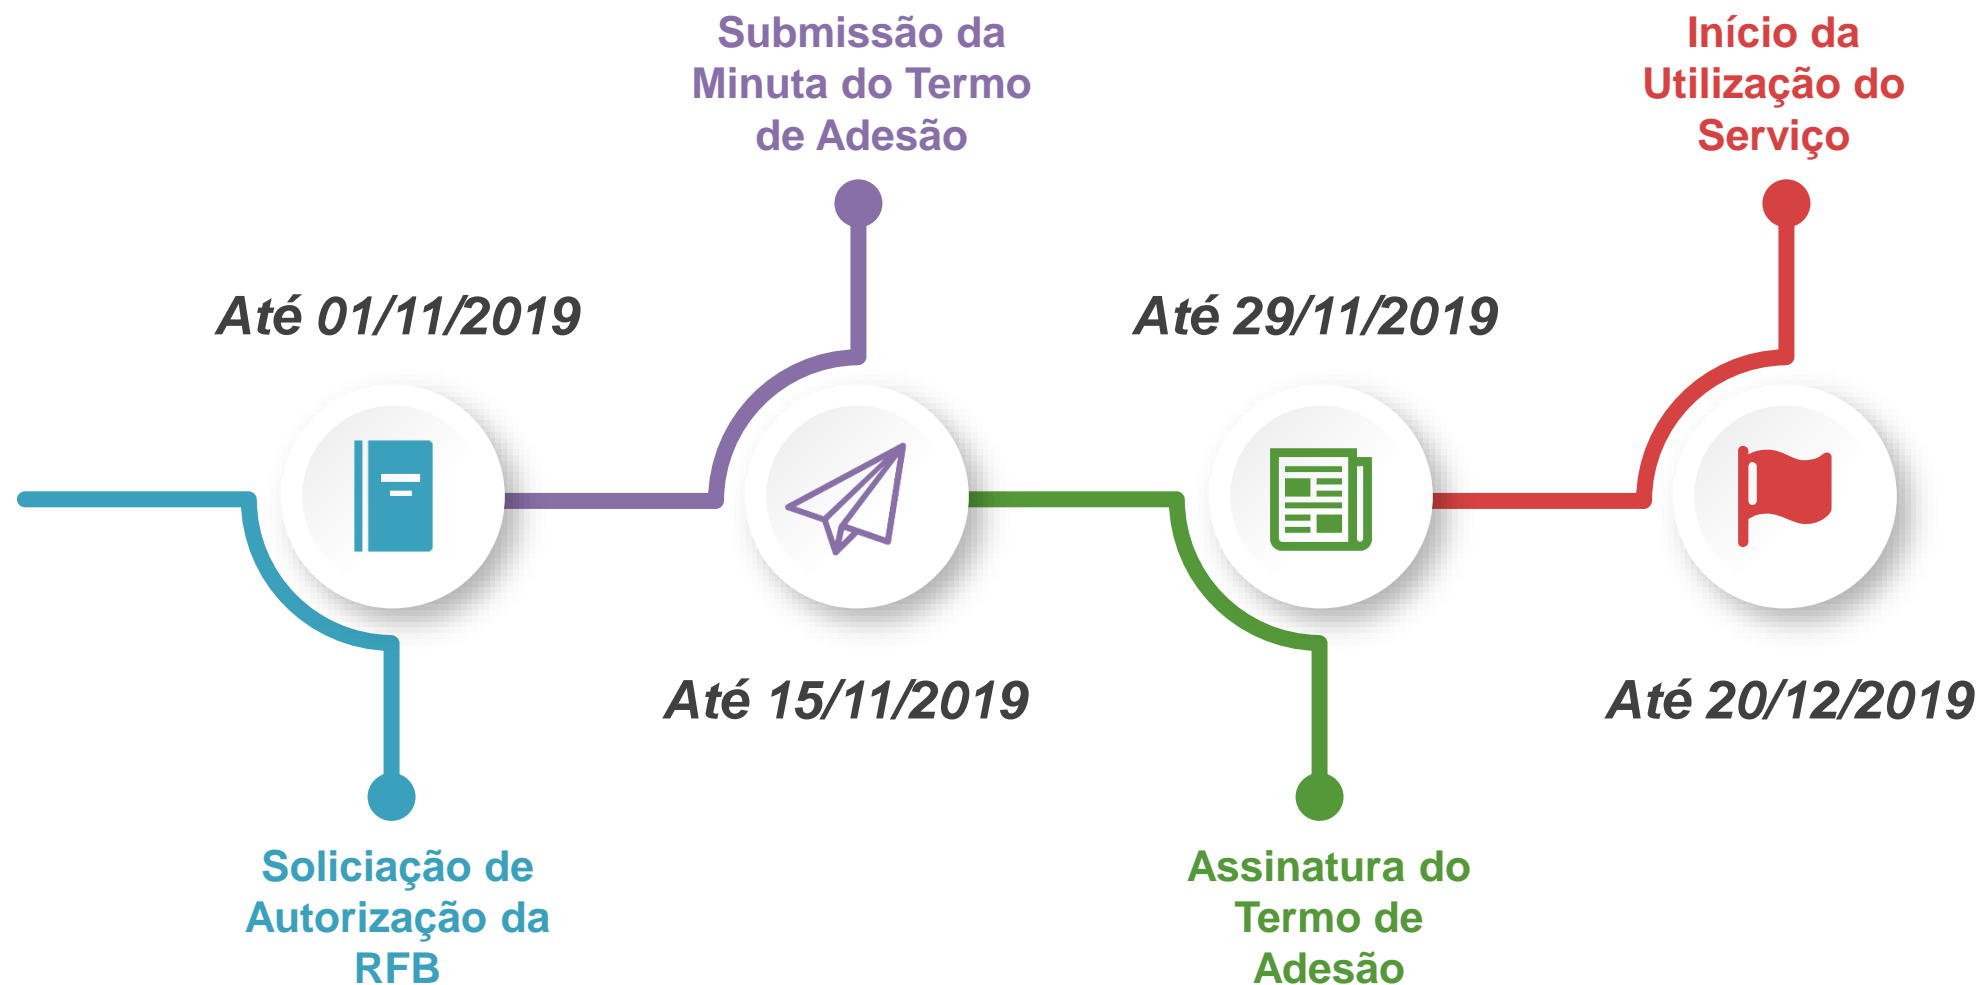 Submissão da
Minuta do Termo
de Adesão
Início da
Utilização do
Serviço
Até 01/11/2019
Até 29/11/2019
Até 15/11/2019
Até 20/12/2019
Soliciação de
Autorização da
RFB
Assinatura do
Termo de
Adesão